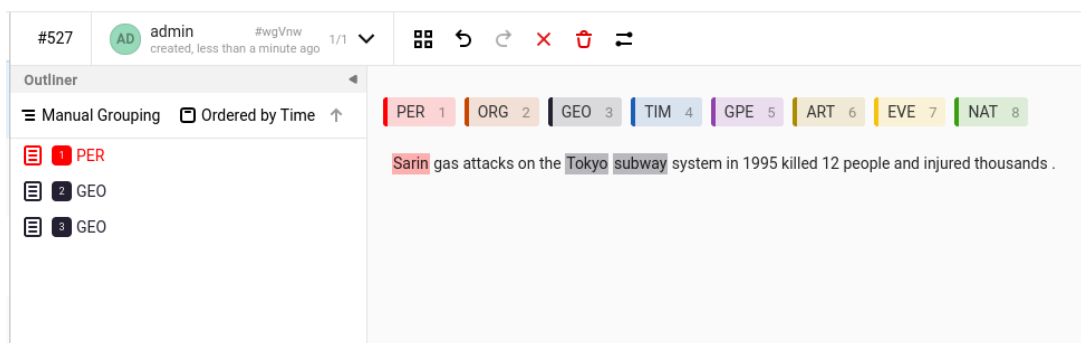 #527 AD admin #wgVnw 1/1
created, less than a minute ago
Outliner
Manual Grouping Ordered by Time
1 PER
2 GEO
3 GEO
PER 1 ORG 2 GEO 3 TIM 4 GPE 5 ART 6 EVE 7 NAT 8
Sarin gas attacks on the Tokyo subway system in 1995 killed 12 people and injured thousands .